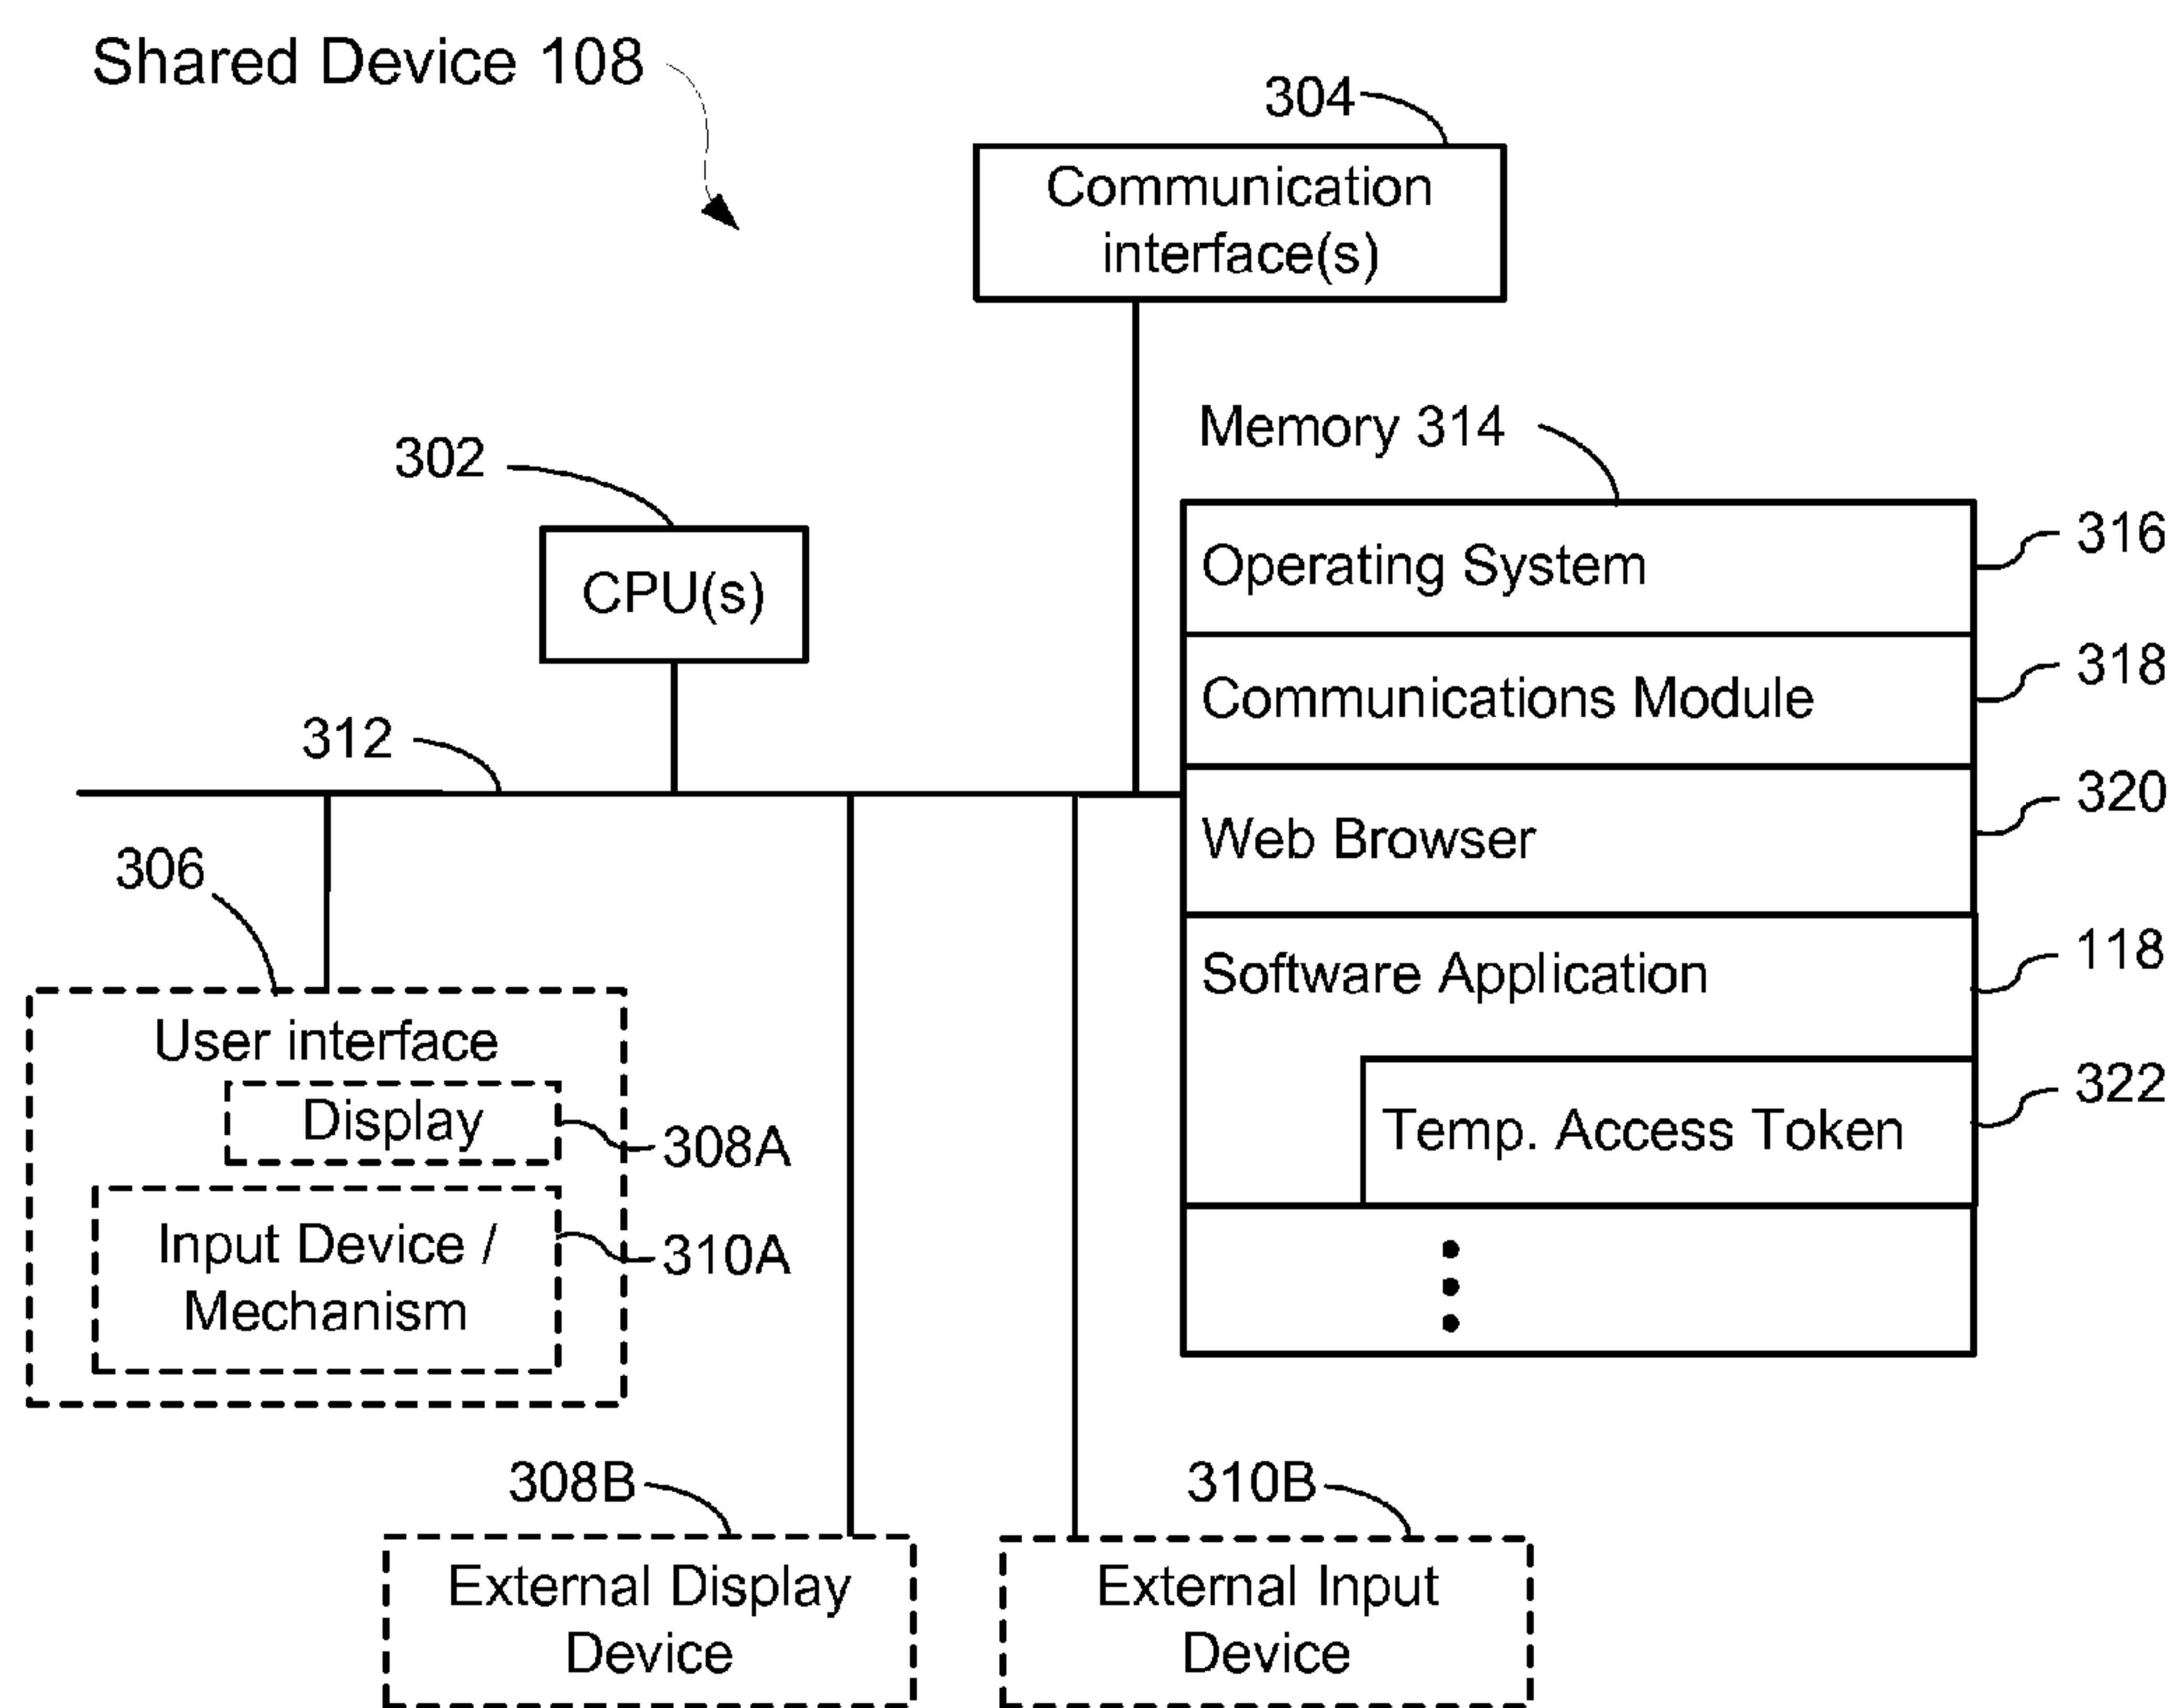 Shared Device 108
304
Communication
interface(s)
Memory 314
302
CPU(s)
Operating System
316
Communications Module
318
312
Web Browser
320
306
Software Application
118
User interface
Display
308A
Temp. Access Token
322
Input Device /
Mechanism
310A
308B
External Display
Device
310B
External Input
Device